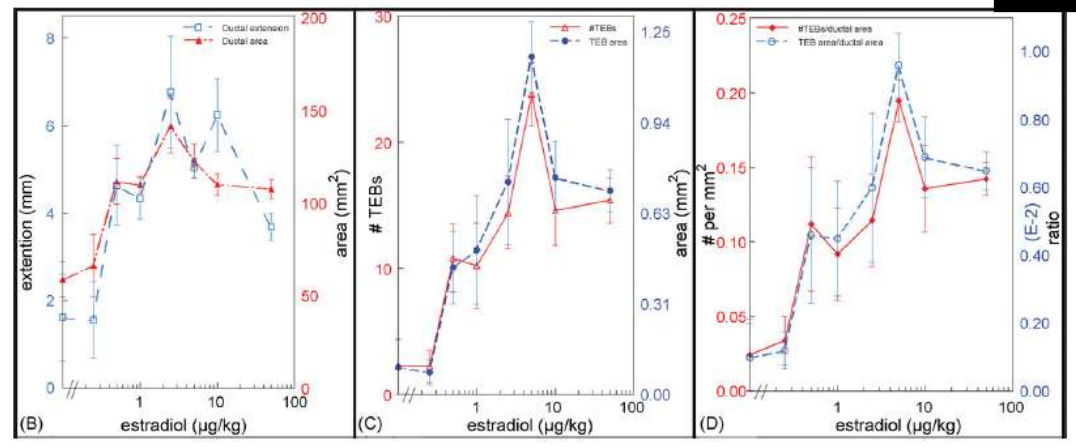 Ductal extension
Ductal area
8
6
4
2
0
200
150
100
50
0
extention (mm)
area (mm²)
1
10
100
(B)
estradiol (µg/kg)
#TEBs
TEB area
30
20
10
0
1.25
0.94
0.63
0.31
0.00
# TEBs
area (mm²)
1
10
100
(C)
estradiol (µg/kg)
#TEBs/ductal area
TEB area/ductal area
0.25
0.20
0.15
0.10
0.05
0.00
1.00
0.80
0.60
0.40
0.20
0.00
# per mm²
(E-2)
ratio
1
10
100
(D)
estradiol (µg/kg)